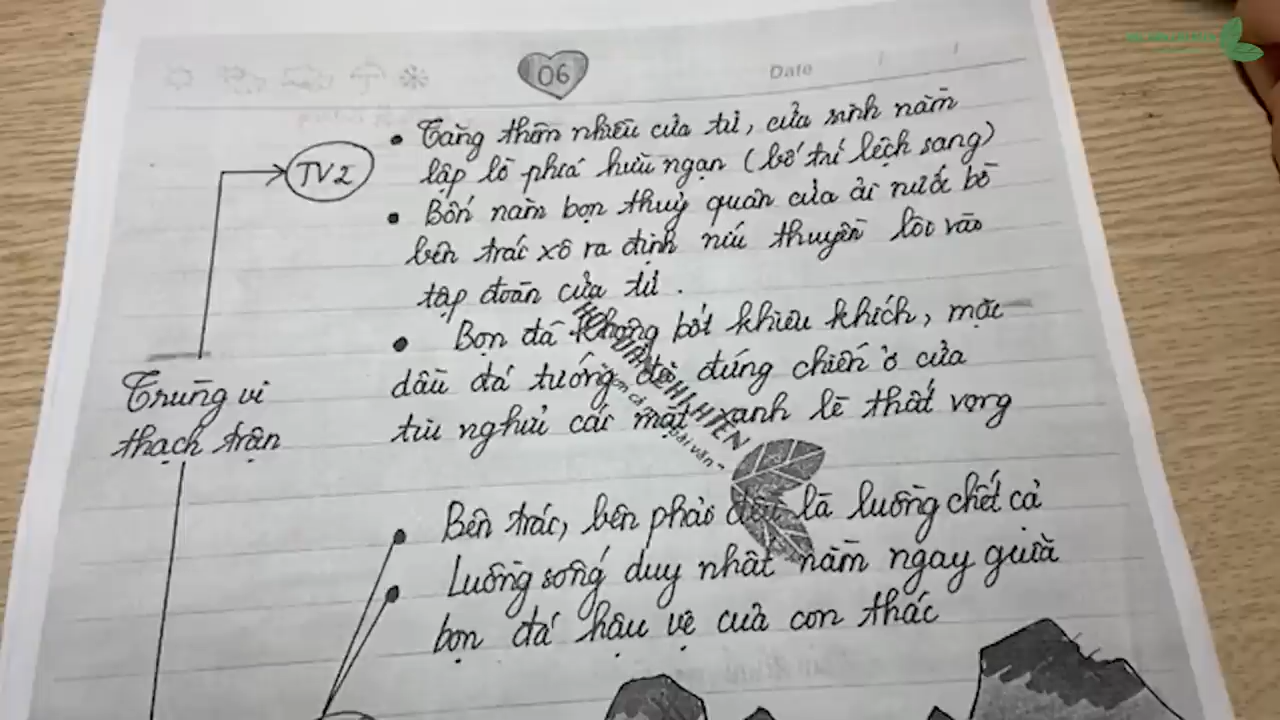 06
Date
TV2
• Tăng thêm nhiều cửa tử, cửa sinh nằm
lập lờ phía hữu ngạn (bố trí lệch sang)
• Bốn năm bọn thuỷ quân cửa ải nước bờ
bên trái xô ra định níu thuyền lôi vào
tập đoàn cửa tử.
• Bọn đá không bớt khiêu khích, mặc
dầu đá tướng đã đứng chiến ở cửa
tiu nghỉu cái mặt xanh lè thất vọng
Trùng vi
thạch trận
• Bên trái, bên phải đều là luồng chết cả
• Luồng sống duy nhất nằm ngay giữa
bọn đá hậu vệ của con thác